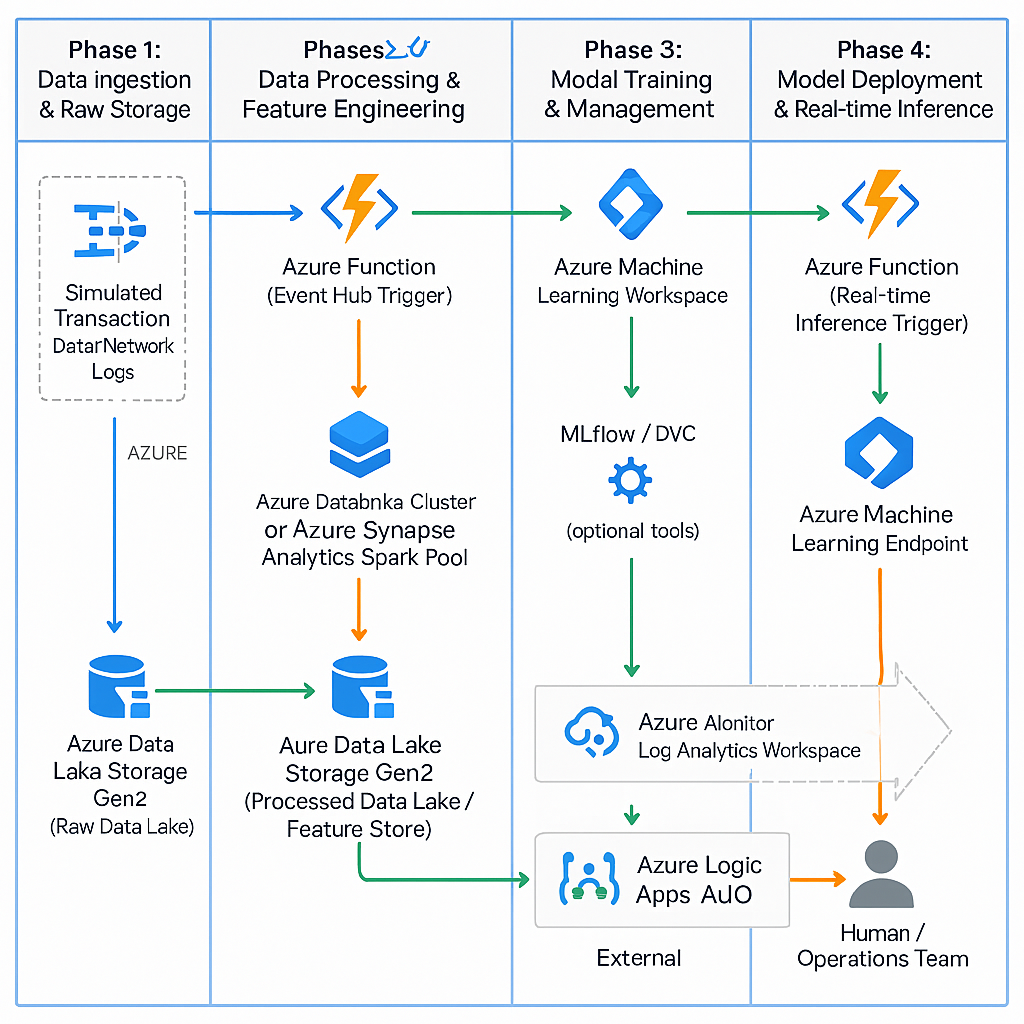 Phase 1:
Data ingestion
& Raw Storage
Phases
Data Processing &
Feature Engineering
Phase 3:
Modal Training
& Management
Phase 4:
Model Deployment
& Real-time Inference
Simulated
Transaction
DatarNetwork
Logs
AZURE
Azure Data
Laka Storage
Gen2
(Raw Data Lake)
Azure Function
(Event Hub Trigger)
Azure Databnka Cluster
or Azure Synapse
Analytics Spark Pool
Aure Data Lake
Storage Gen2
(Processed Data Lake /
Feature Store)
Azure Machine
Learning Workspace
MLflow / DVC
(optional tools)
Azure Alonitor
Log Analytics Workspace
Azure Logic
Apps AulO
External
Azure Function
(Real-time
Inference Trigger)
Azure Machine
Learning Endpoint
Human /
Operations Team